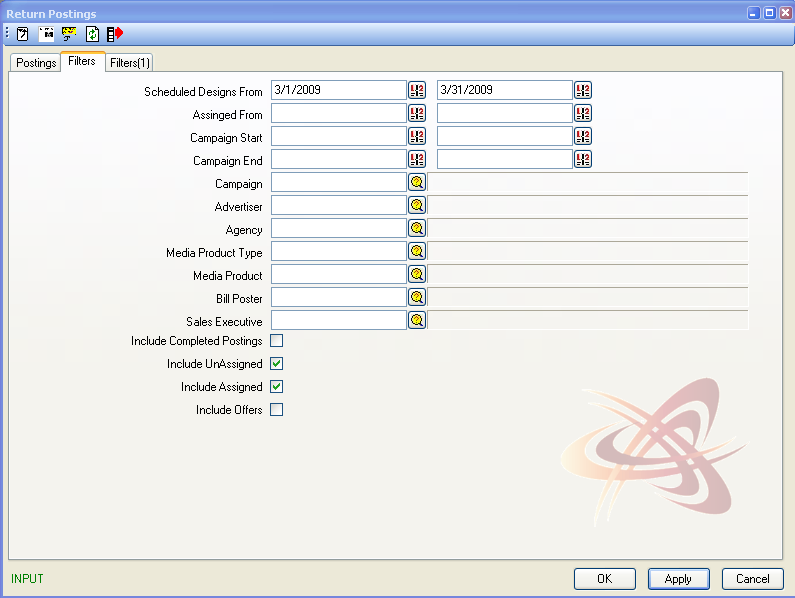 Return Postings
Postings Filters Filters(1)
Scheduled Designs From 3/1/2009 3/31/2009
Assinged From
Campaign Start
Campaign End
Campaign
Advertiser
Agency
Media Product Type
Media Product
Bill Poster
Sales Executive
Include Completed Postings
Include UnAssigned
Include Assigned
Include Offers
INPUT OK Apply Cancel